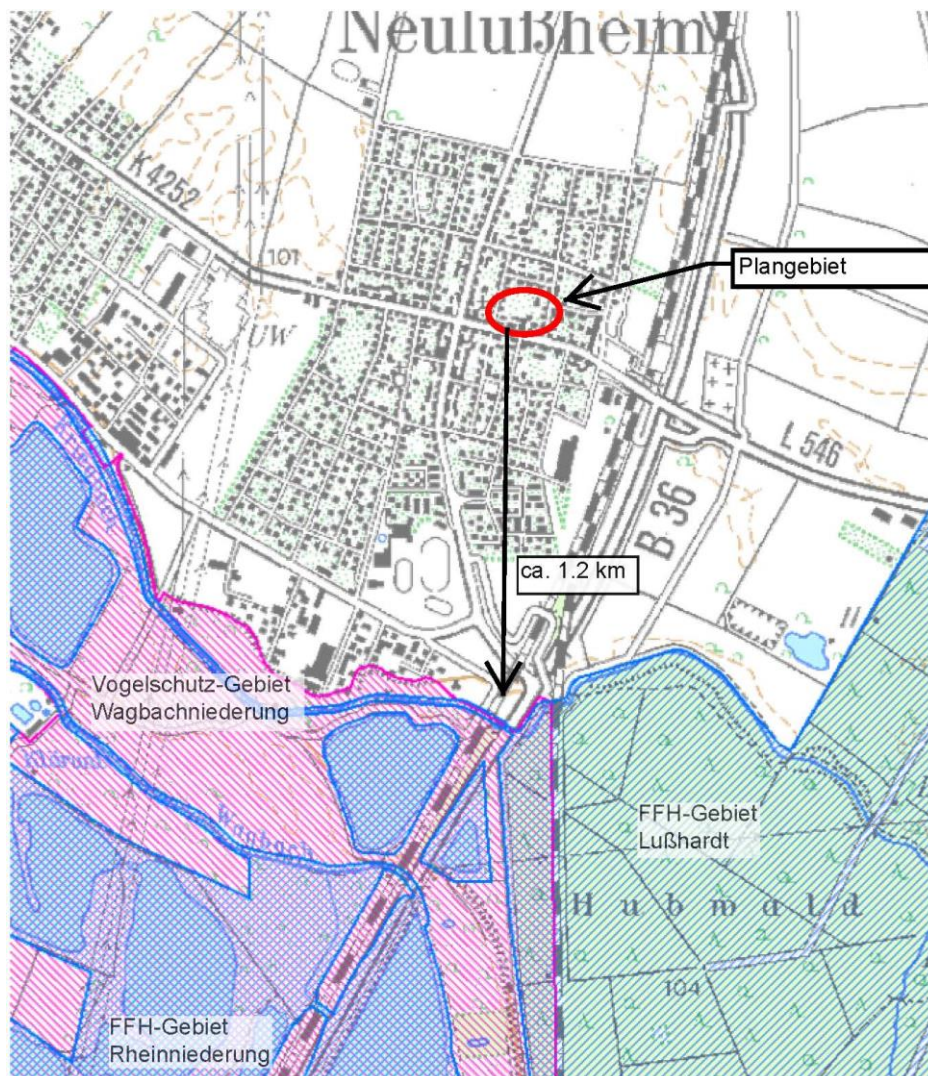 Neulußheim
K 4252
101
Plangebiet
UW
L 546
B 36
ca. 1.2 km
Vogelschutz-Gebiet
Wagbachniederung
Wagbach
FFH-Gebiet
Lußhardt
Hubwald
104
FFH-Gebiet
Rheinniederung